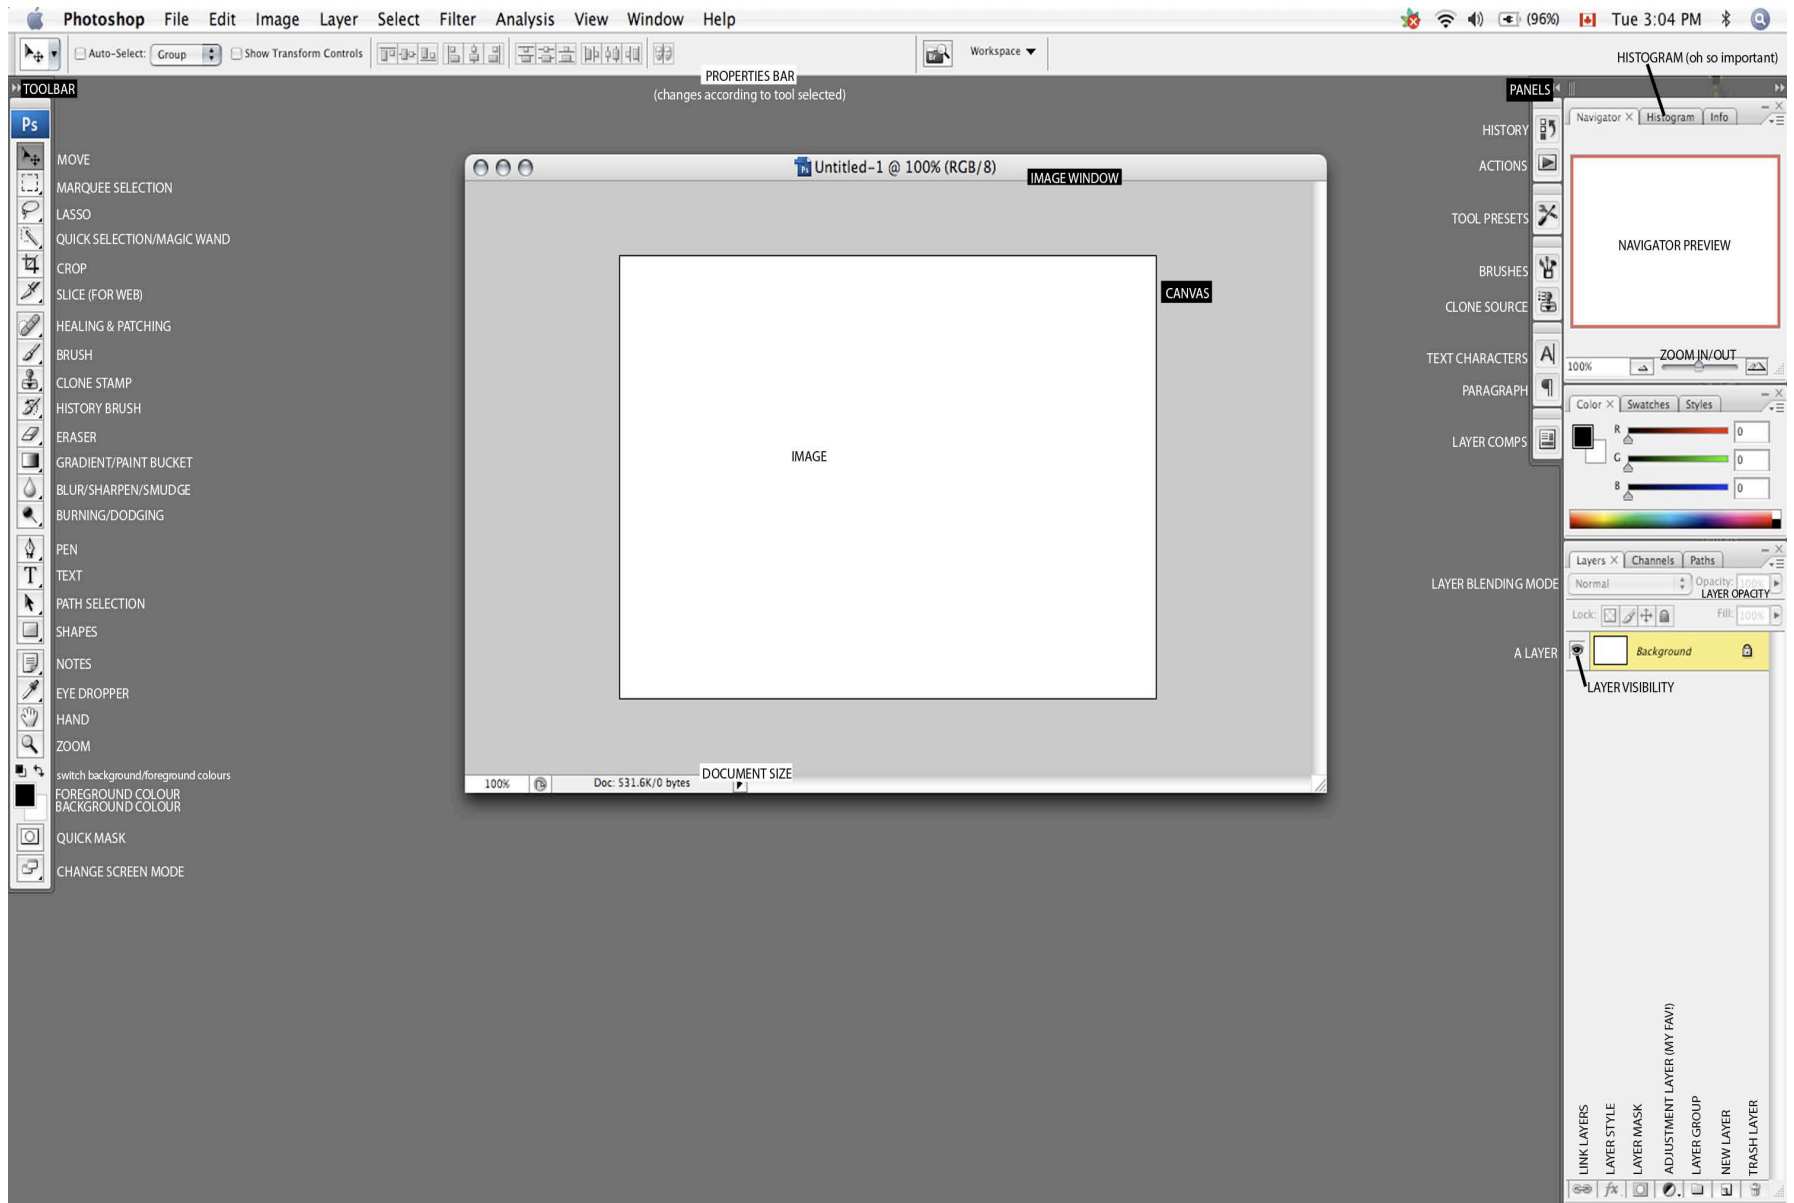 Photoshop File Edit Image Layer Select Filter Analysis View Window Help (96%) Tue 3:04 PM
Auto-Select: Group Show Transform Controls Workspace
HISTOGRAM (oh so important)
PROPERTIES BAR
(changes according to tool selected)
TOOLBAR
Ps
MOVE
MARQUEE SELECTION
LASSO
QUICK SELECTION/MAGIC WAND
CROP
SLICE (FOR WEB)
HEALING & PATCHING
BRUSH
CLONE STAMP
HISTORY BRUSH
ERASER
GRADIENT/PAINT BUCKET
BLUR/SHARPEN/SMUDGE
BURNING/DODGING
PEN
T
TEXT
PATH SELECTION
SHAPES
NOTES
EYE DROPPER
HAND
ZOOM
switch background/foreground colours
FOREGROUND COLOUR
BACKGROUND COLOUR
QUICK MASK
CHANGE SCREEN MODE
Untitled-1 @ 100% (RGB/8)
IMAGE WINDOW
CANVAS
IMAGE
DOCUMENT SIZE
100% Doc: 531.6K/0 bytes
PANELS
HISTORY
ACTIONS
TOOL PRESETS
BRUSHES
CLONE SOURCE
TEXT CHARACTERS
A
PARAGRAPH
¶
LAYER COMPS
LAYER BLENDING MODE
A LAYER
Navigator Histogram Info
NAVIGATOR PREVIEW
ZOOM IN/OUT
100%
Color Swatches Styles
R 0
G 0
B 0
Layers Channels Paths
Normal Opacity: 100%
LAYER OPACITY
Lock: Fill: 100%
Background
LAYER VISIBILITY
LINK LAYERS
LAYER STYLE
LAYER MASK
ADJUSTMENT LAYER (MY FAV!)
LAYER GROUP
NEW LAYER
TRASH LAYER
fx